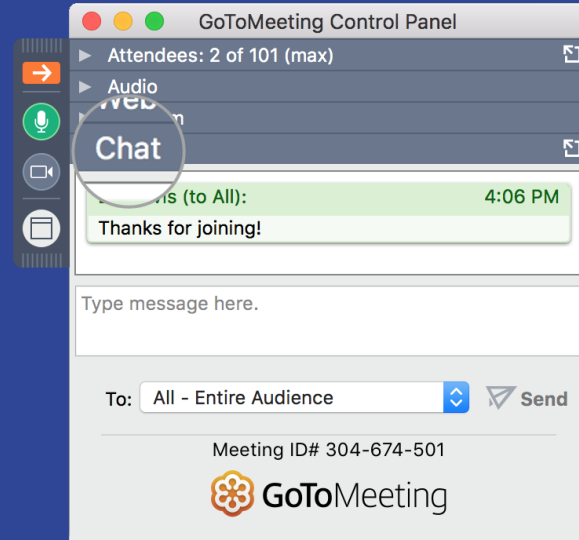 GoToMeeting Control Panel
Attendees: 2 of 101 (max)
Audio
Chat
(to All): 4:06 PM
Thanks for joining!
Type message here.
To: All - Entire Audience Send
Meeting ID# 304-674-501
GoToMeeting